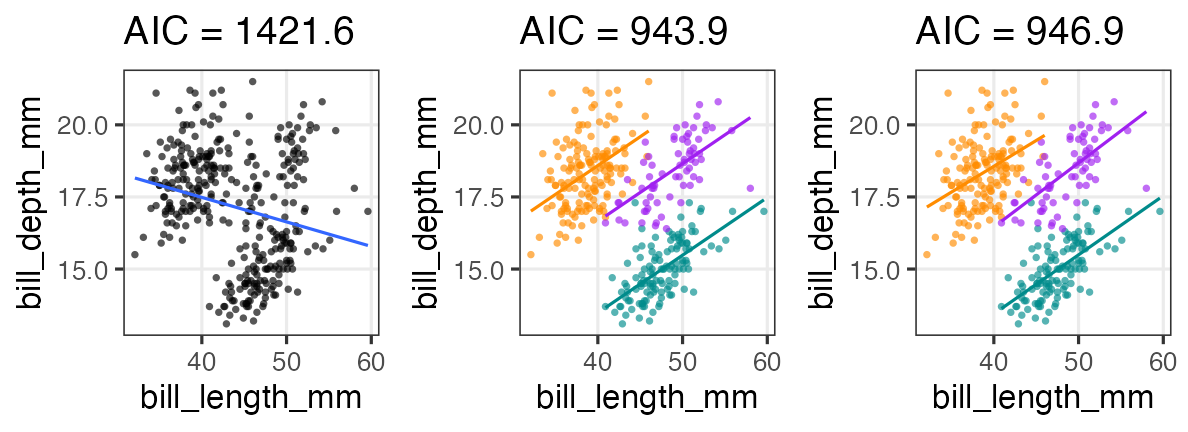 AIC = 1421.6
AIC = 943.9
AIC = 946.9
bill_depth_mm
20.0
17.5
15.0
40 50 60
bill_length_mm
bill_depth_mm
20.0
17.5
15.0
40 50 60
bill_length_mm
bill_depth_mm
20.0
17.5
15.0
40 50 60
bill_length_mm